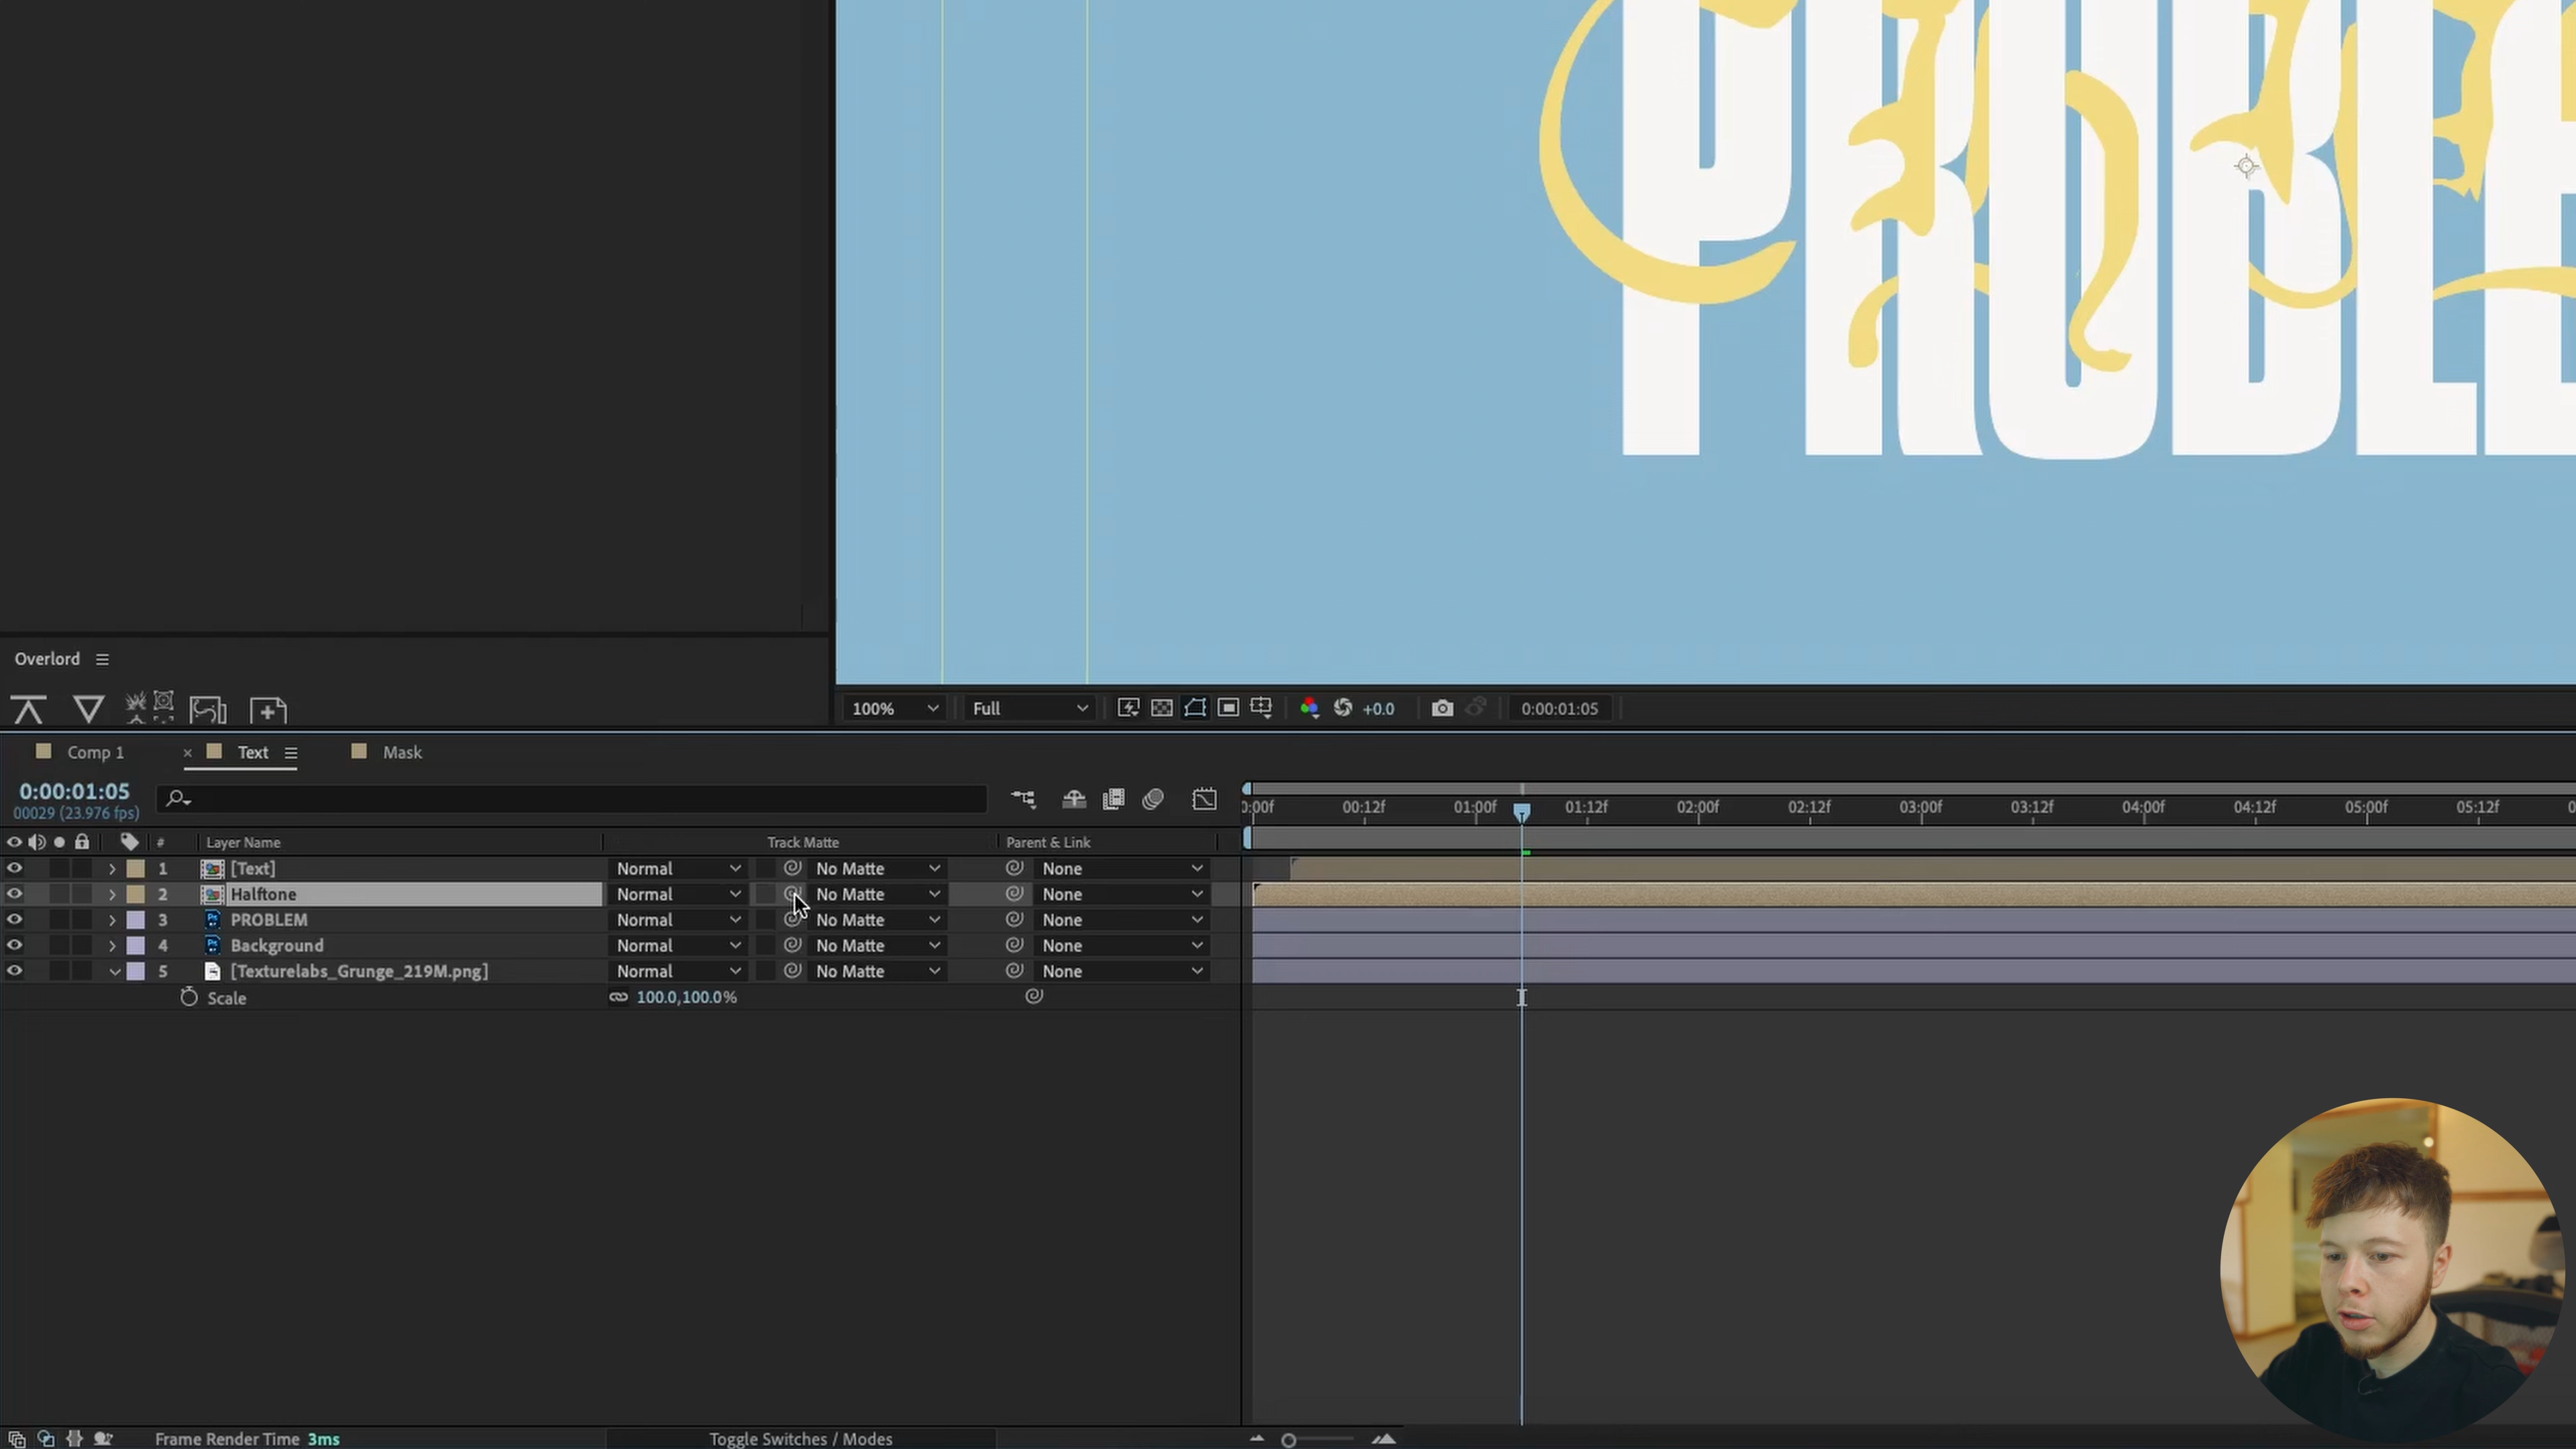 PROBLE
Overlord
100%
Full
+0.0
0:00:01:05
Comp 1
× Text
Mask
0:00:01:05
00029 (23.976 fps)
0:00f 00:12f 01:00f 01:12f 02:00f 02:12f 03:00f 03:12f 04:00f 04:12f 05:00f 05:12f
# Layer Name Track Matte Parent & Link
1 [Text] Normal No Matte None
2 Halftone Normal No Matte None
3 PROBLEM Normal No Matte None
4 Background Normal No Matte None
5 [Texturelabs_Grunge_219M.png] Normal No Matte None
Scale 100.0,100.0%
Frame Render Time 3ms
Toggle Switches / Modes